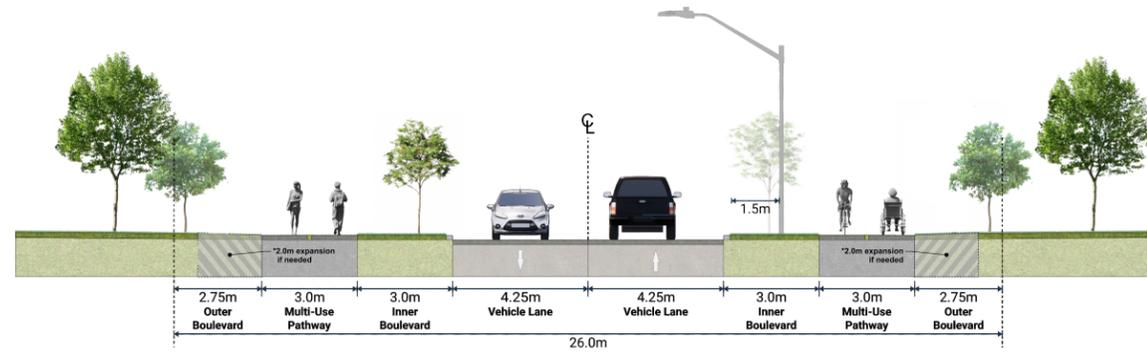 ℄
1.5m
*2.0m expansion
if needed
*2.0m expansion
if needed
2.75m
Outer
Boulevard
3.0m
Multi-Use
Pathway
3.0m
Inner
Boulevard
4.25m
Vehicle Lane
4.25m
Vehicle Lane
3.0m
Inner
Boulevard
3.0m
Multi-Use
Pathway
2.75m
Outer
Boulevard
26.0m